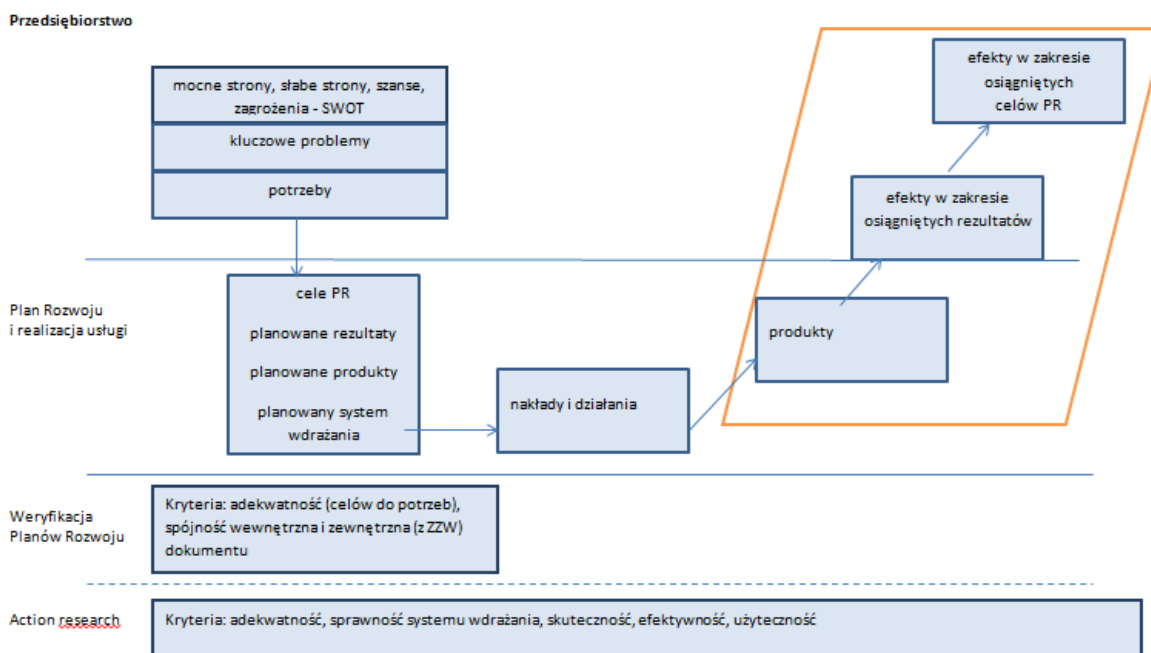 Przedsiębiorstwo
mocne strony, słabe strony, szanse,
zagrożenia - SWOT
kluczowe problemy
potrzeby
efekty w zakresie
osiągniętych
celów PR
efekty w zakresie
osiągniętych rezultatów
Plan Rozwoju
i realizacja usługi
cele PR
planowane rezultaty
planowane produkty
planowany system
wdrażania
nakłady i działania
produkty
Weryfikacja
Planów Rozwoju
Kryteria: adekwatność (celów do potrzeb),
spójność wewnętrzna i zewnętrzna (z ZZW)
dokumentu
Action research
Kryteria: adekwatność, sprawność systemu wdrażania, skuteczność, efektywność, użyteczność